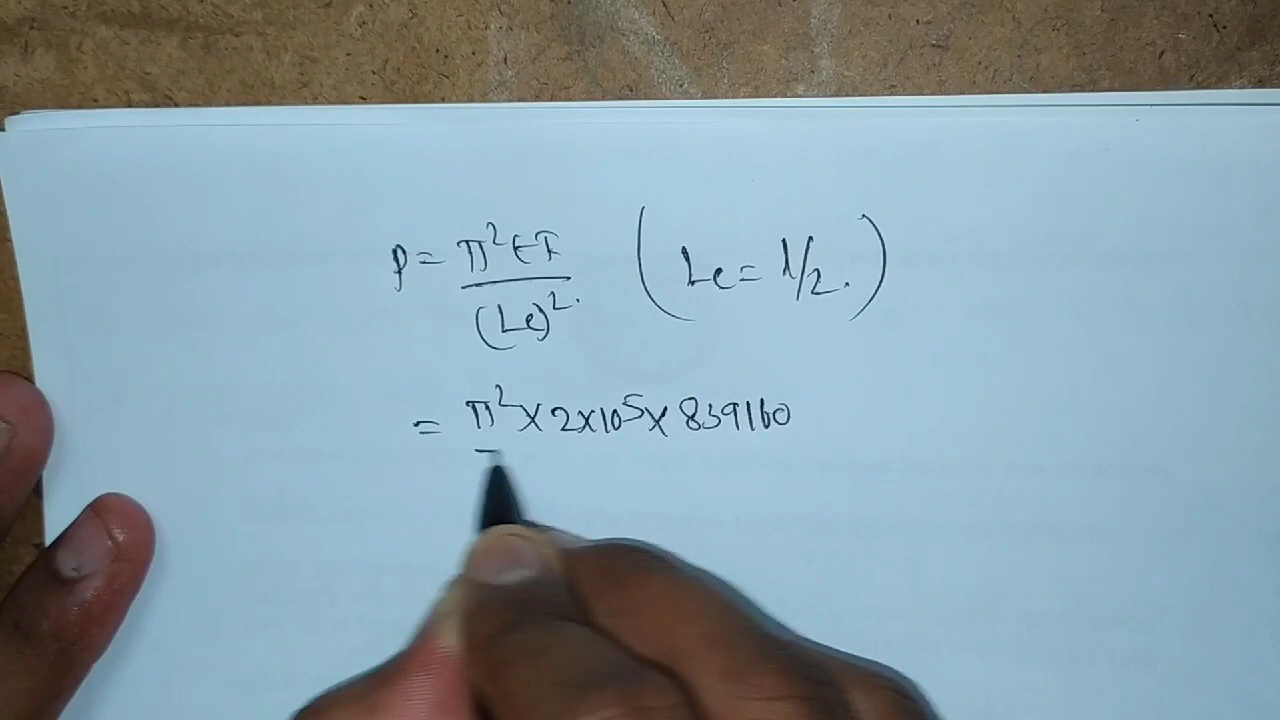 P = π²EI / (Le)² (Le = l/2.)
= π² × 2×10⁵ × 839160